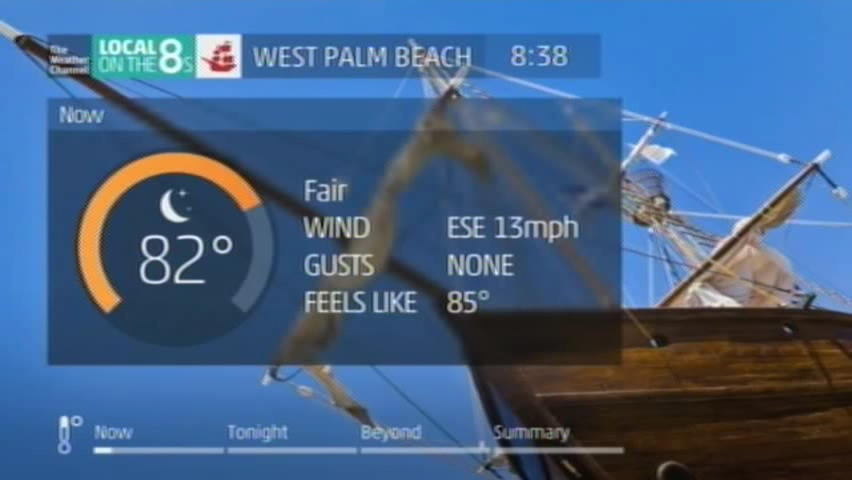 The
Weather
Channel
LOCAL
ON THE 8s
WEST PALM BEACH 8:38
Now
82°
Fair
WIND ESE 13mph
GUSTS NONE
FEELS LIKE 85°
Now Tonight Beyond Summary